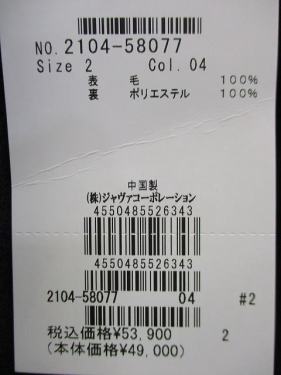 NO. 2104-58077
Size 2 Col. 04
表 毛 100%
裏 ポリエステル 100%
中国製
(株)ジャヴァコーポレーション
4550485526343
4550485526343
2104-58077 04 #2
税込価格¥53,900 2
(本体価格¥49,000)